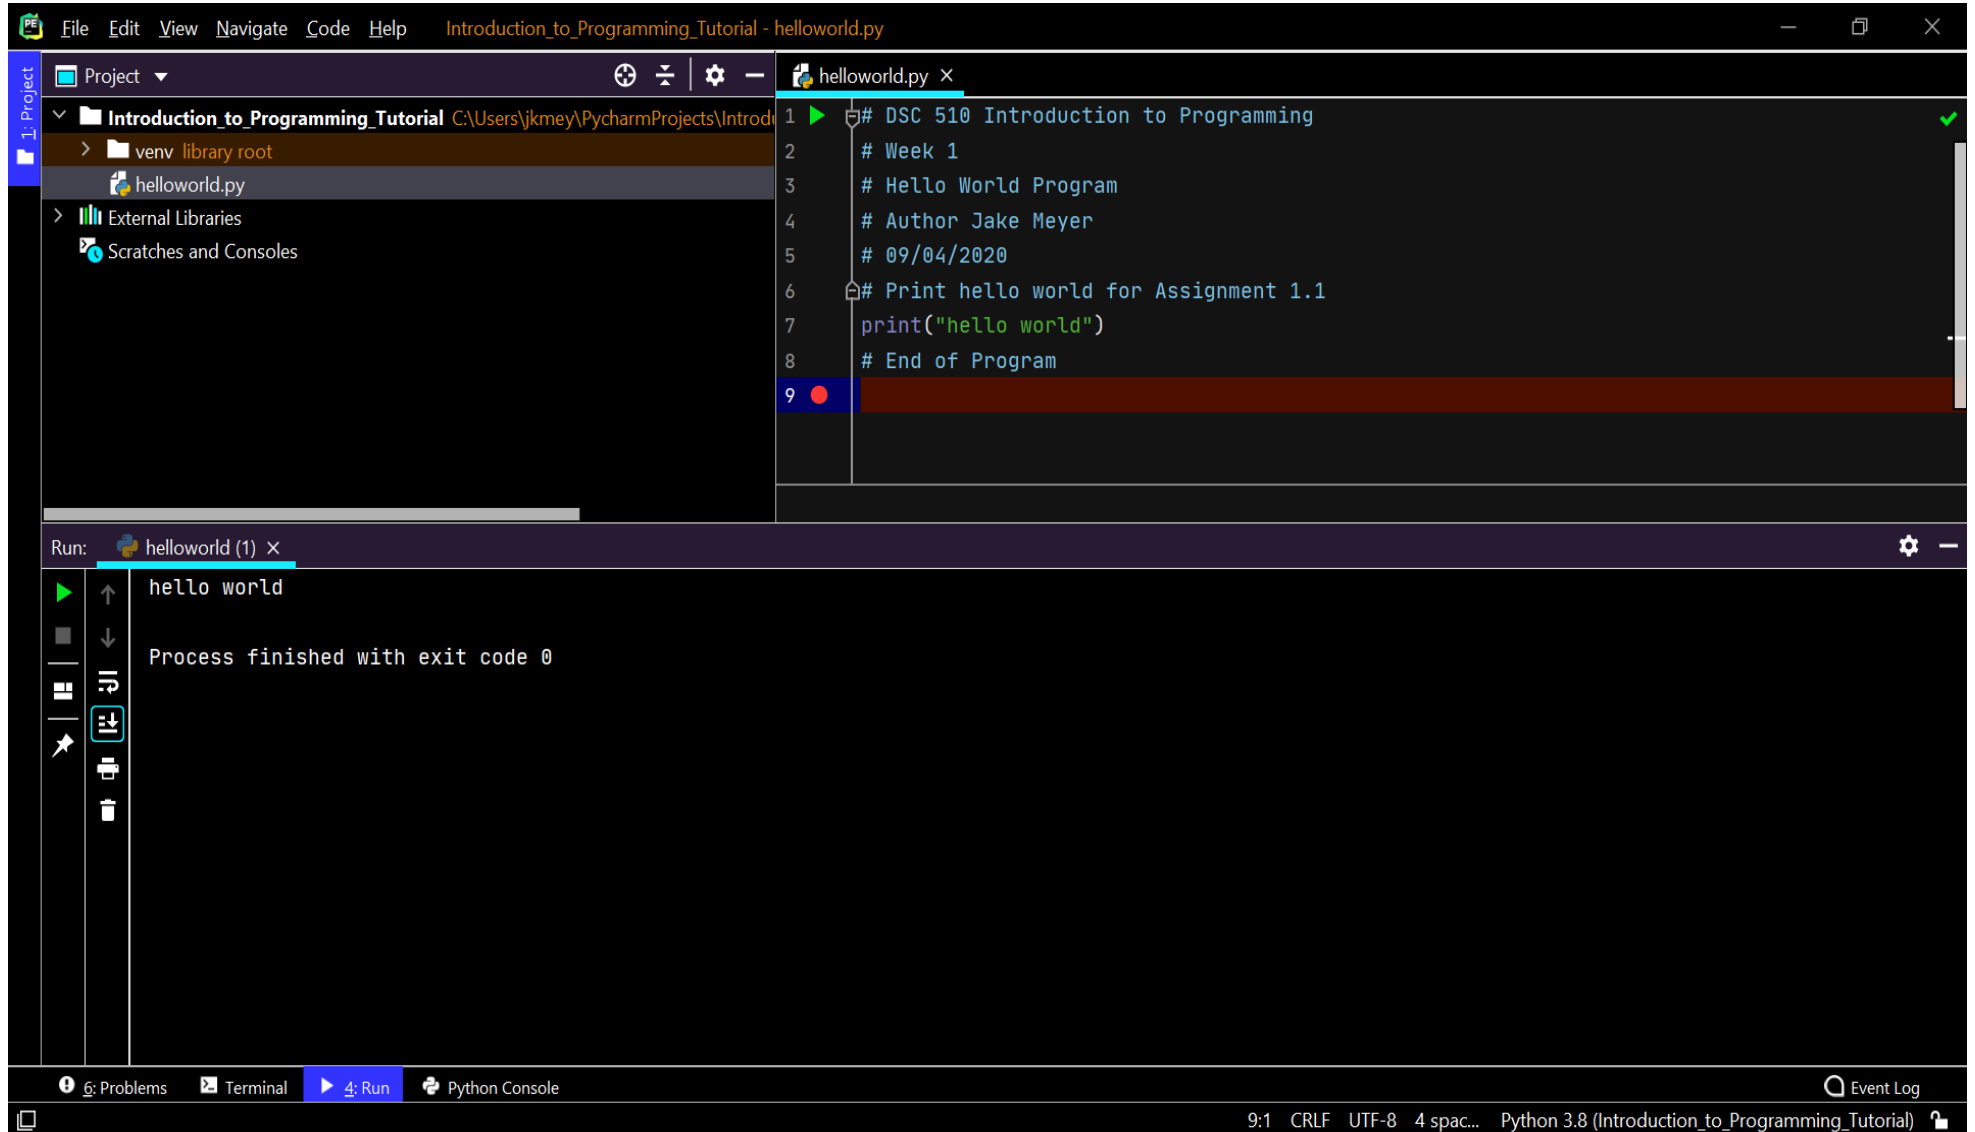 PE File Edit View Navigate Code Help Introduction_to_Programming_Tutorial - helloworld.py
1: Project
Project
Introduction_to_Programming_Tutorial C:\Users\jkmey\PycharmProjects\Introdu
venv library root
helloworld.py
External Libraries
Scratches and Consoles
helloworld.py
1 # DSC 510 Introduction to Programming
2 # Week 1
3 # Hello World Program
4 # Author Jake Meyer
5 # 09/04/2020
6 # Print hello world for Assignment 1.1
7 print("hello world")
8 # End of Program
9
Run: helloworld (1)
hello world
Process finished with exit code 0
6: Problems Terminal 4: Run Python Console Event Log
9:1 CRLF UTF-8 4 spac... Python 3.8 (Introduction_to_Programming_Tutorial)